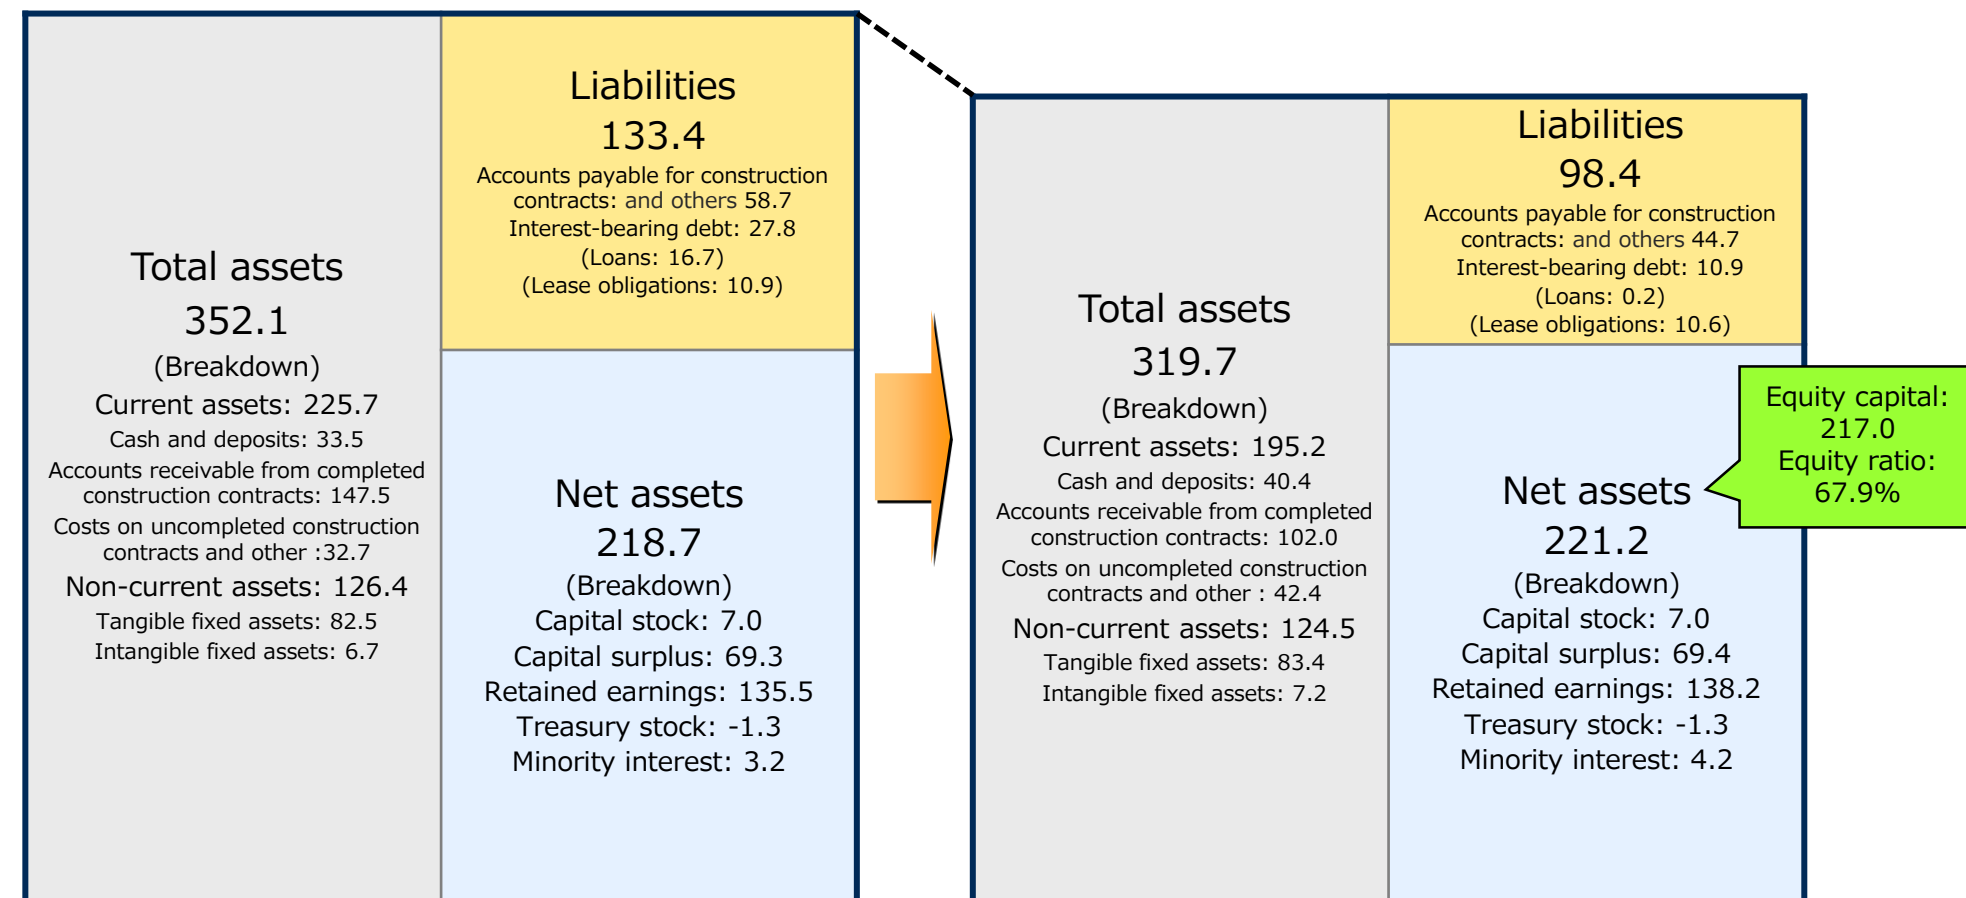 Total assets
352.1
(Breakdown)
Current assets: 225.7
Cash and deposits: 33.5
Accounts receivable from completed
construction contracts: 147.5
Costs on uncompleted construction
contracts and other :32.7
Non-current assets: 126.4
Tangible fixed assets: 82.5
Intangible fixed assets: 6.7
Liabilities
133.4
Accounts payable for construction
contracts: and others 58.7
Interest-bearing debt: 27.8
(Loans: 16.7)
(Lease obligations: 10.9)
Net assets
218.7
(Breakdown)
Capital stock: 7.0
Capital surplus: 69.3
Retained earnings: 135.5
Treasury stock: -1.3
Minority interest: 3.2
Total assets
319.7
(Breakdown)
Current assets: 195.2
Cash and deposits: 40.4
Accounts receivable from completed
construction contracts: 102.0
Costs on uncompleted construction
contracts and other : 42.4
Non-current assets: 124.5
Tangible fixed assets: 83.4
Intangible fixed assets: 7.2
Liabilities
98.4
Accounts payable for construction
contracts: and others 44.7
Interest-bearing debt: 10.9
(Loans: 0.2)
(Lease obligations: 10.6)
Net assets
221.2
(Breakdown)
Capital stock: 7.0
Capital surplus: 69.4
Retained earnings: 138.2
Treasury stock: -1.3
Minority interest: 4.2
Equity capital:
217.0
Equity ratio:
67.9%